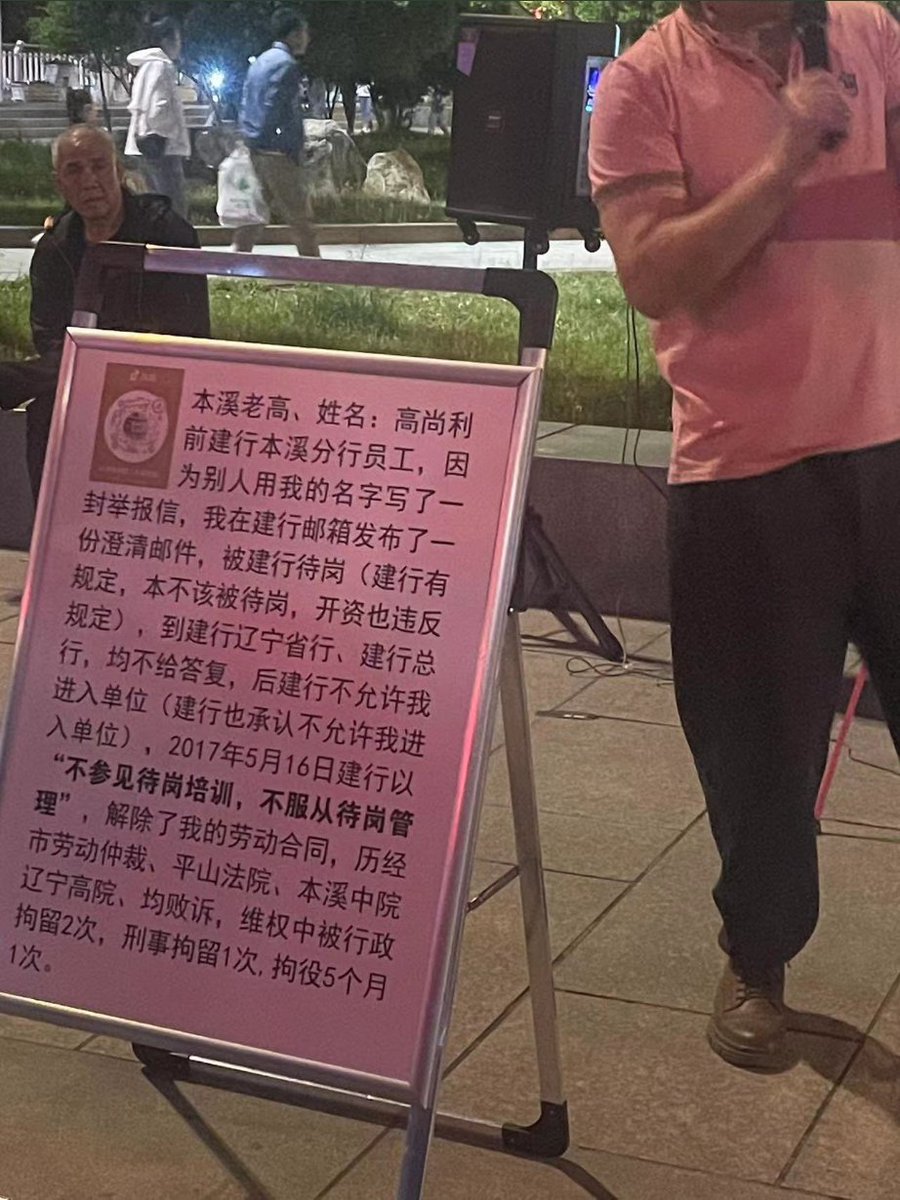 本溪老高、姓名：高尚利
前建行本溪分行员工，因
为别人用我的名字写了一
封举报信，我在建行邮箱发布了一
份澄清邮件，被建行待岗（建行有
规定，本不该被待岗，开资也违反
规定），到建行辽宁省行、建行总
行，均不给答复，后建行不允许我
进入单位（建行也承认不允许我进
入单位），2017年5月16日建行以
“不参见待岗培训，不服从待岗管
理”，解除了我的劳动合同，历经
市劳动仲裁、平山法院、本溪中院
辽宁高院、均败诉，维权中被行政
拘留2次，刑事拘留1次,拘役5个月
1次。